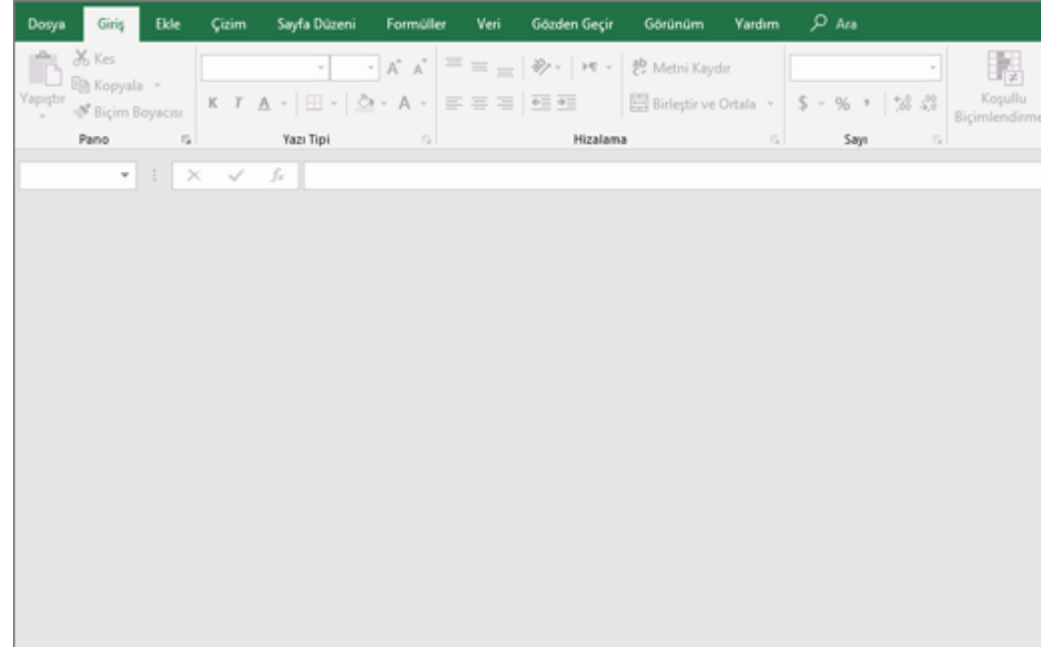 Dosya Giriş Ekle Çizim Sayfa Düzeni Formüller Veri Gözden Geçir Görünüm Yardım Ara
Kes
Kopyala
Biçim Boyacısı
Yapıştır
Pano
K T A A
Yazı Tipi
Metni Kaydır
Birleştir ve Ortala
Hizalama
$ % ,
Sayı
Koşullu
Biçimlendirme
fx